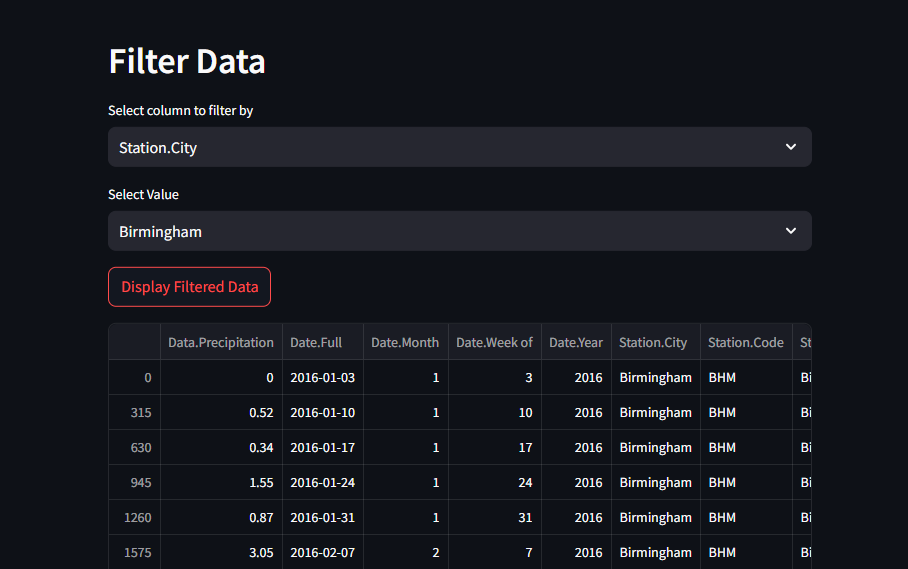 Filter Data
Select column to filter by
Station.City
Select Value
Birmingham
Display Filtered Data
Data.Precipitation Date.Full Date.Month Date.Week of Date.Year Station.City Station.Code St
0 0 2016-01-03 1 3 2016 Birmingham BHM Bi
315 0.52 2016-01-10 1 10 2016 Birmingham BHM Bi
630 0.34 2016-01-17 1 17 2016 Birmingham BHM Bi
945 1.55 2016-01-24 1 24 2016 Birmingham BHM Bi
1260 0.87 2016-01-31 1 31 2016 Birmingham BHM Bi
1575 3.05 2016-02-07 2 7 2016 Birmingham BHM Bi